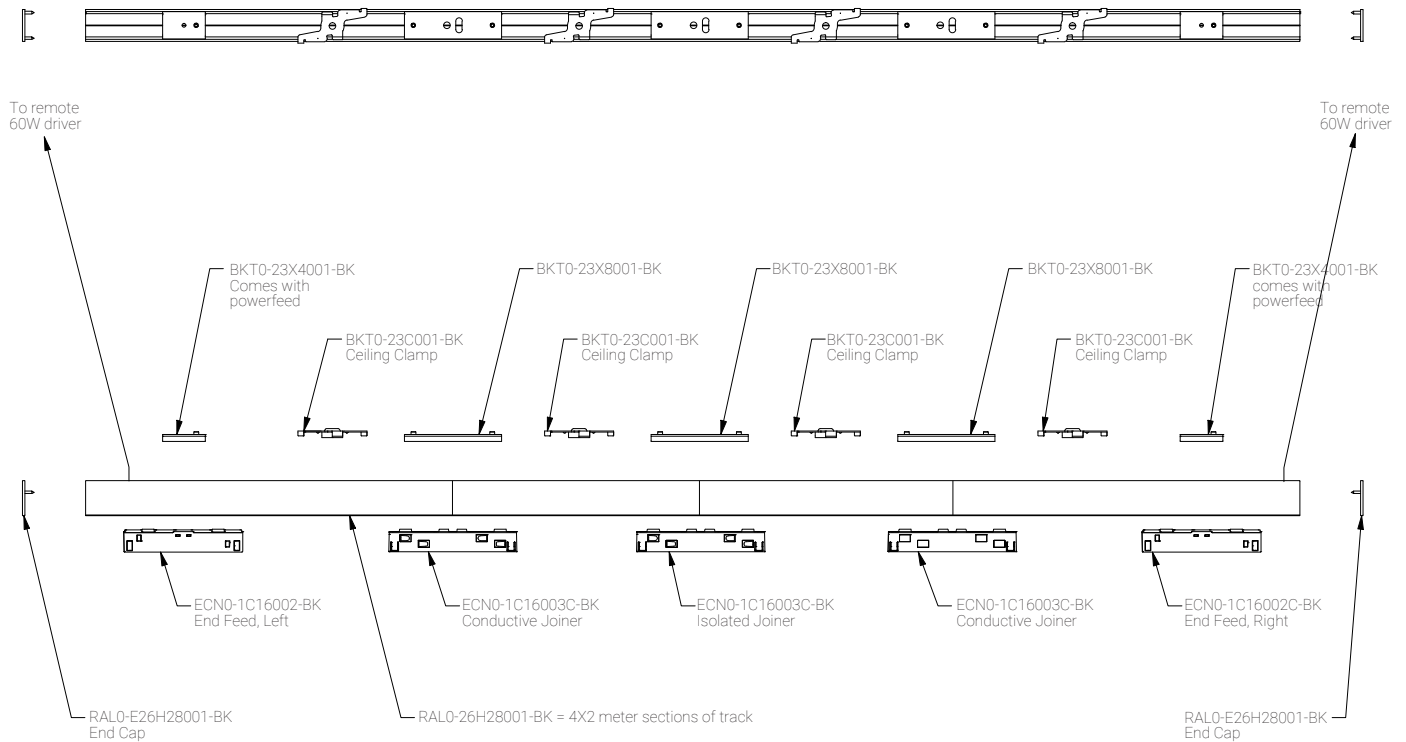 To remote
60W driver
To remote
60W driver
BKT0-23X4001-BK
Comes with
powerfeed
BKT0-23X8001-BK
BKT0-23X8001-BK
BKT0-23X8001-BK
BKT0-23X4001-BK
comes with
powerfeed
BKT0-23C001-BK
Ceiling Clamp
BKT0-23C001-BK
Ceiling Clamp
BKT0-23C001-BK
Ceiling Clamp
BKT0-23C001-BK
Ceiling Clamp
ECN0-1C16002-BK
End Feed, Left
ECN0-1C16003C-BK
Conductive Joiner
ECN0-1C16003C-BK
Isolated Joiner
ECN0-1C16003C-BK
Conductive Joiner
ECN0-1C16002C-BK
End Feed, Right
RAL0-E26H28001-BK
End Cap
RAL0-26H28001-BK = 4X2 meter sections of track
RAL0-E26H28001-BK
End Cap